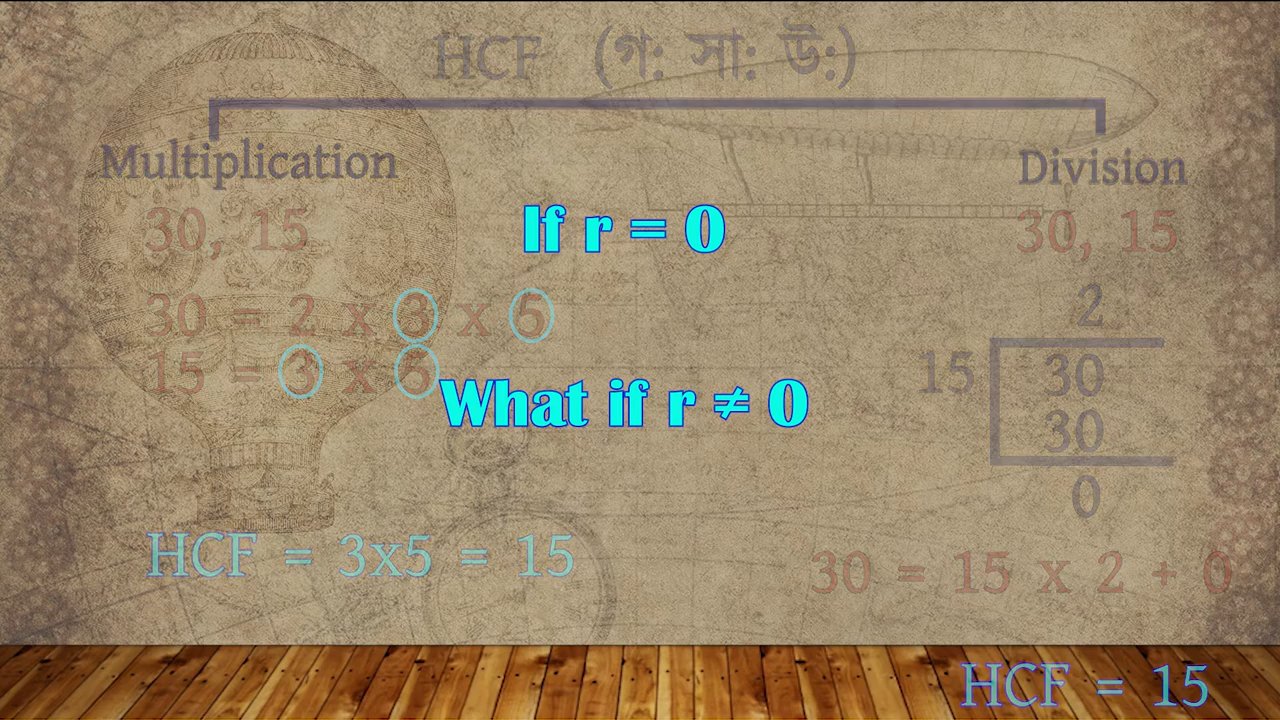 HCF (গ: সা: উ:)
Multiplication
30, 15
30 = 2 x 3 x 5
15 = 3 x 5
HCF = 3x5 = 15
If r = 0
What if r ≠ 0
Division
30, 15
2
15 30
30
0
30 = 15 x 2 + 0
HCF = 15